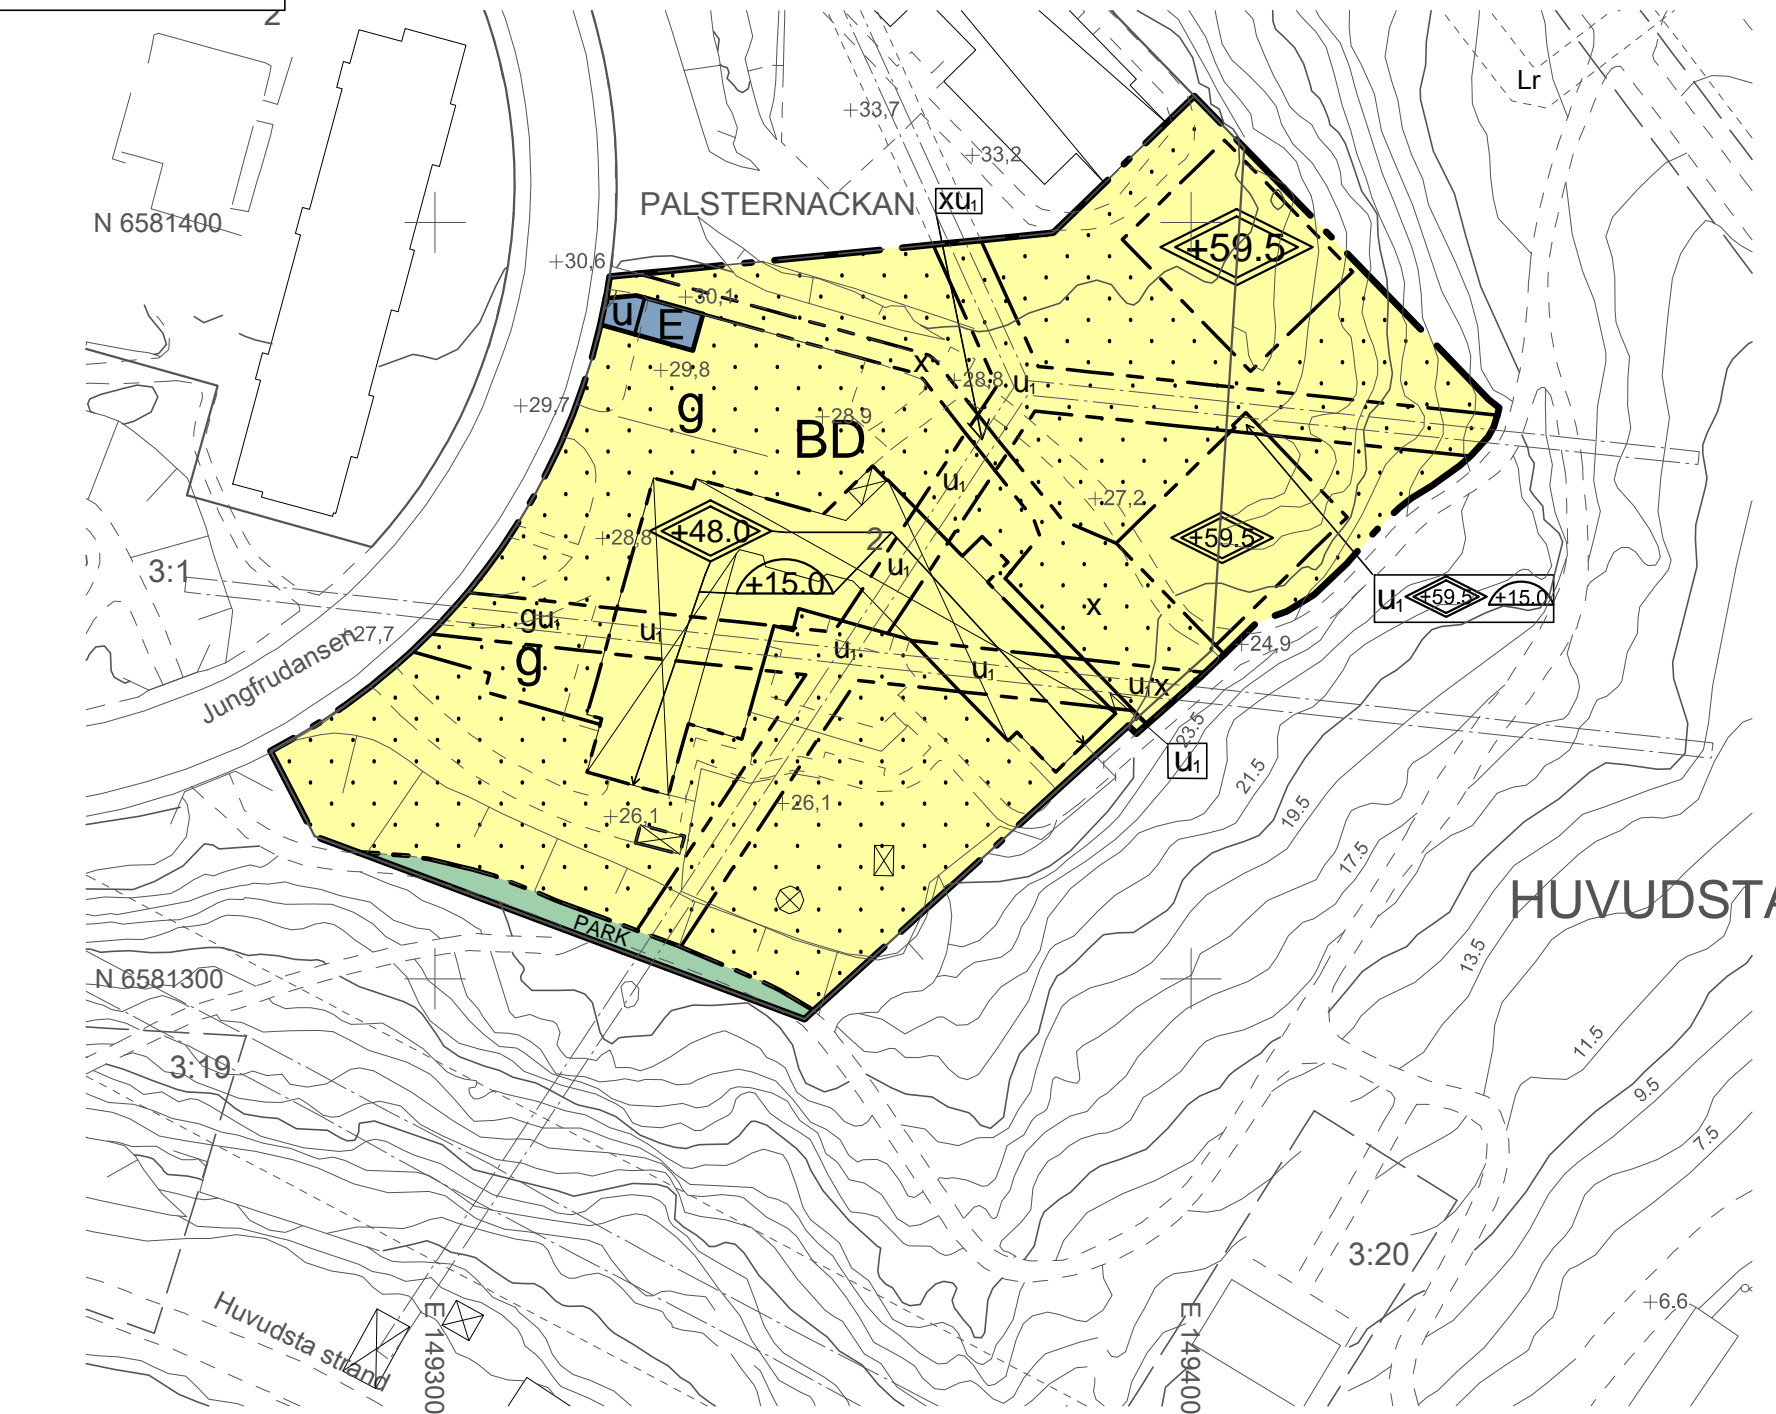 2
Lr
+33,7
+33,2
PALSTERNACKAN
xu1
N 6581400
+59.5
+30,6
+30,1
u
E
+29,8
x
+28,8
u1
+29,7
g
+28,9
BD
u1
+27,2
+48.0
+28,8
2
+59.5
u1
3:1
+15.0
u1 +59.5 +15.0
gu1
u1
x
+27,7
g
u1
+24,9
u1
u1x
Jungfrudansen
23.5
u1
21.5
+26,1
+26,1
19.5
17.5
HUVUDSTA
PARK
13.5
N 6581300
11.5
3:19
9.5
7.5
3:20
+6.6
Huvudsta strand
E 149300
E 149400